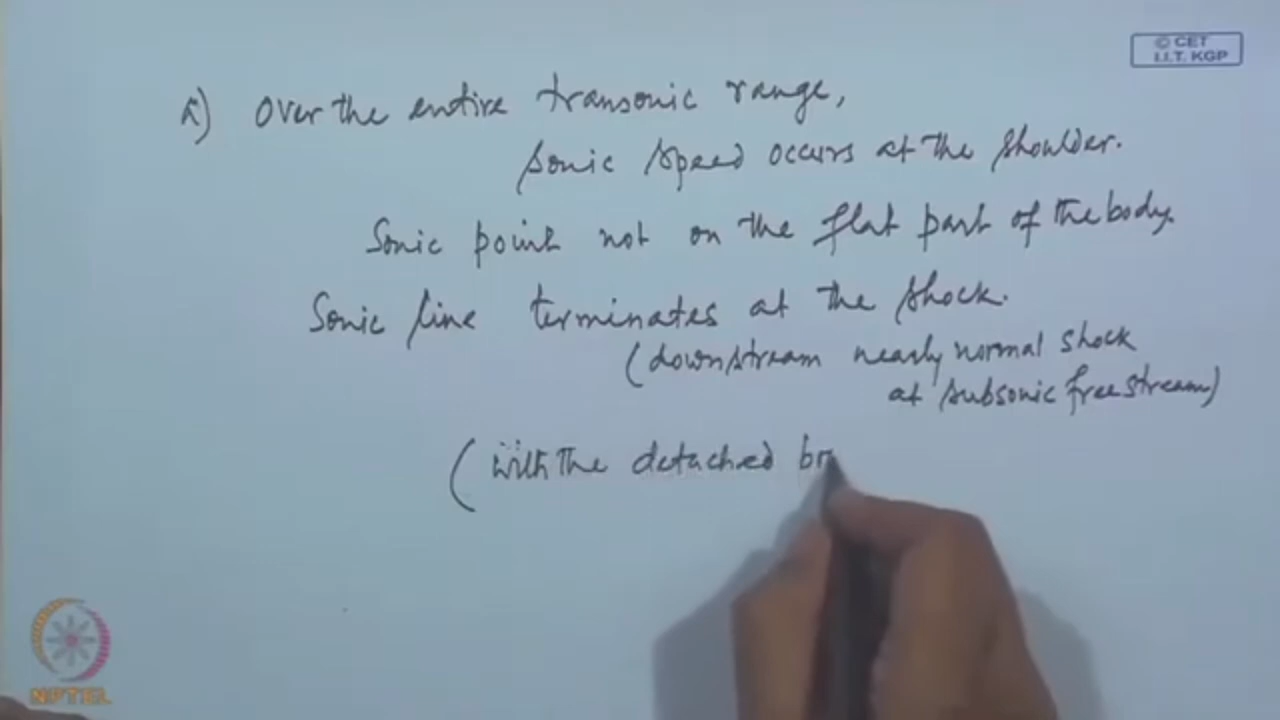 © CET
I.I.T. KGP
Over the entire transonic range,
sonic speed occurs at the shoulder.
Sonic point not on the flat part of the body.
Sonic line terminates at the shock.
(downstream nearly normal shock
at subsonic freestream)
(with the detached
NPTEL